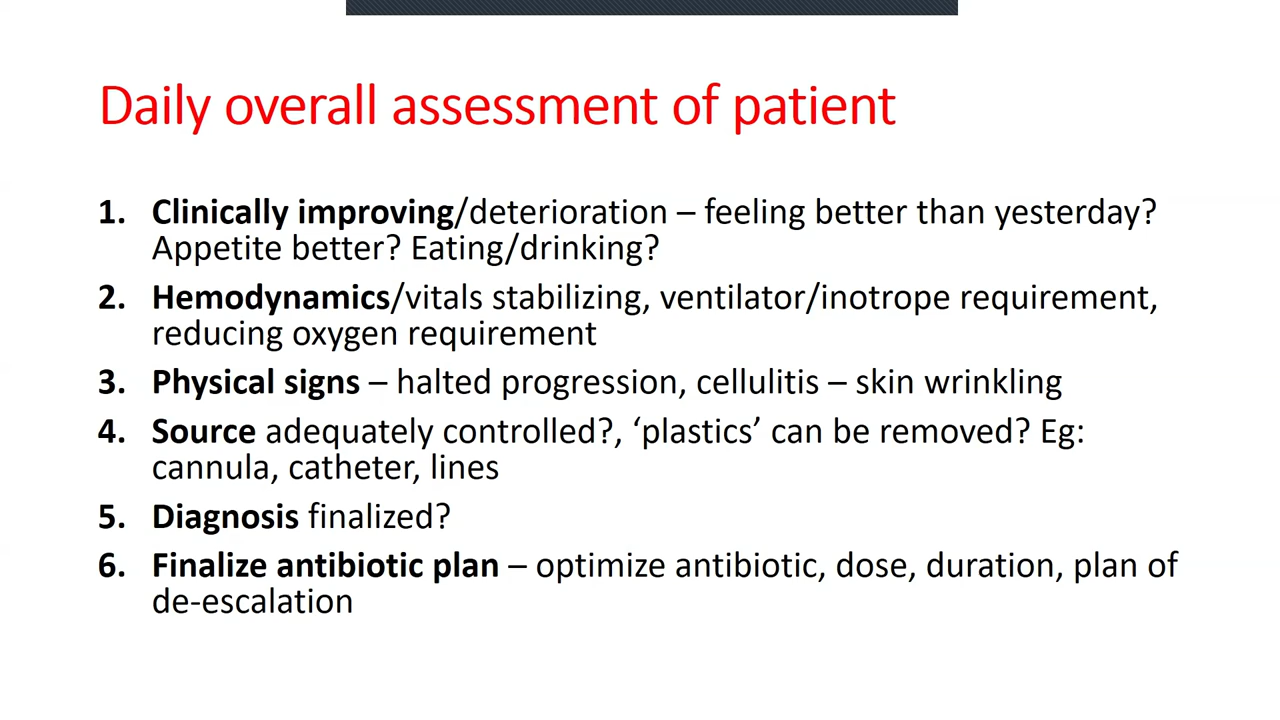 Daily overall assessment of patient
1. Clinically improving/deterioration – feeling better than yesterday?
Appetite better? Eating/drinking?
2. Hemodynamics/vitals stabilizing, ventilator/inotrope requirement,
reducing oxygen requirement
3. Physical signs – halted progression, cellulitis – skin wrinkling
4. Source adequately controlled?, ‘plastics’ can be removed? Eg:
cannula, catheter, lines
5. Diagnosis finalized?
6. Finalize antibiotic plan – optimize antibiotic, dose, duration, plan of
de-escalation